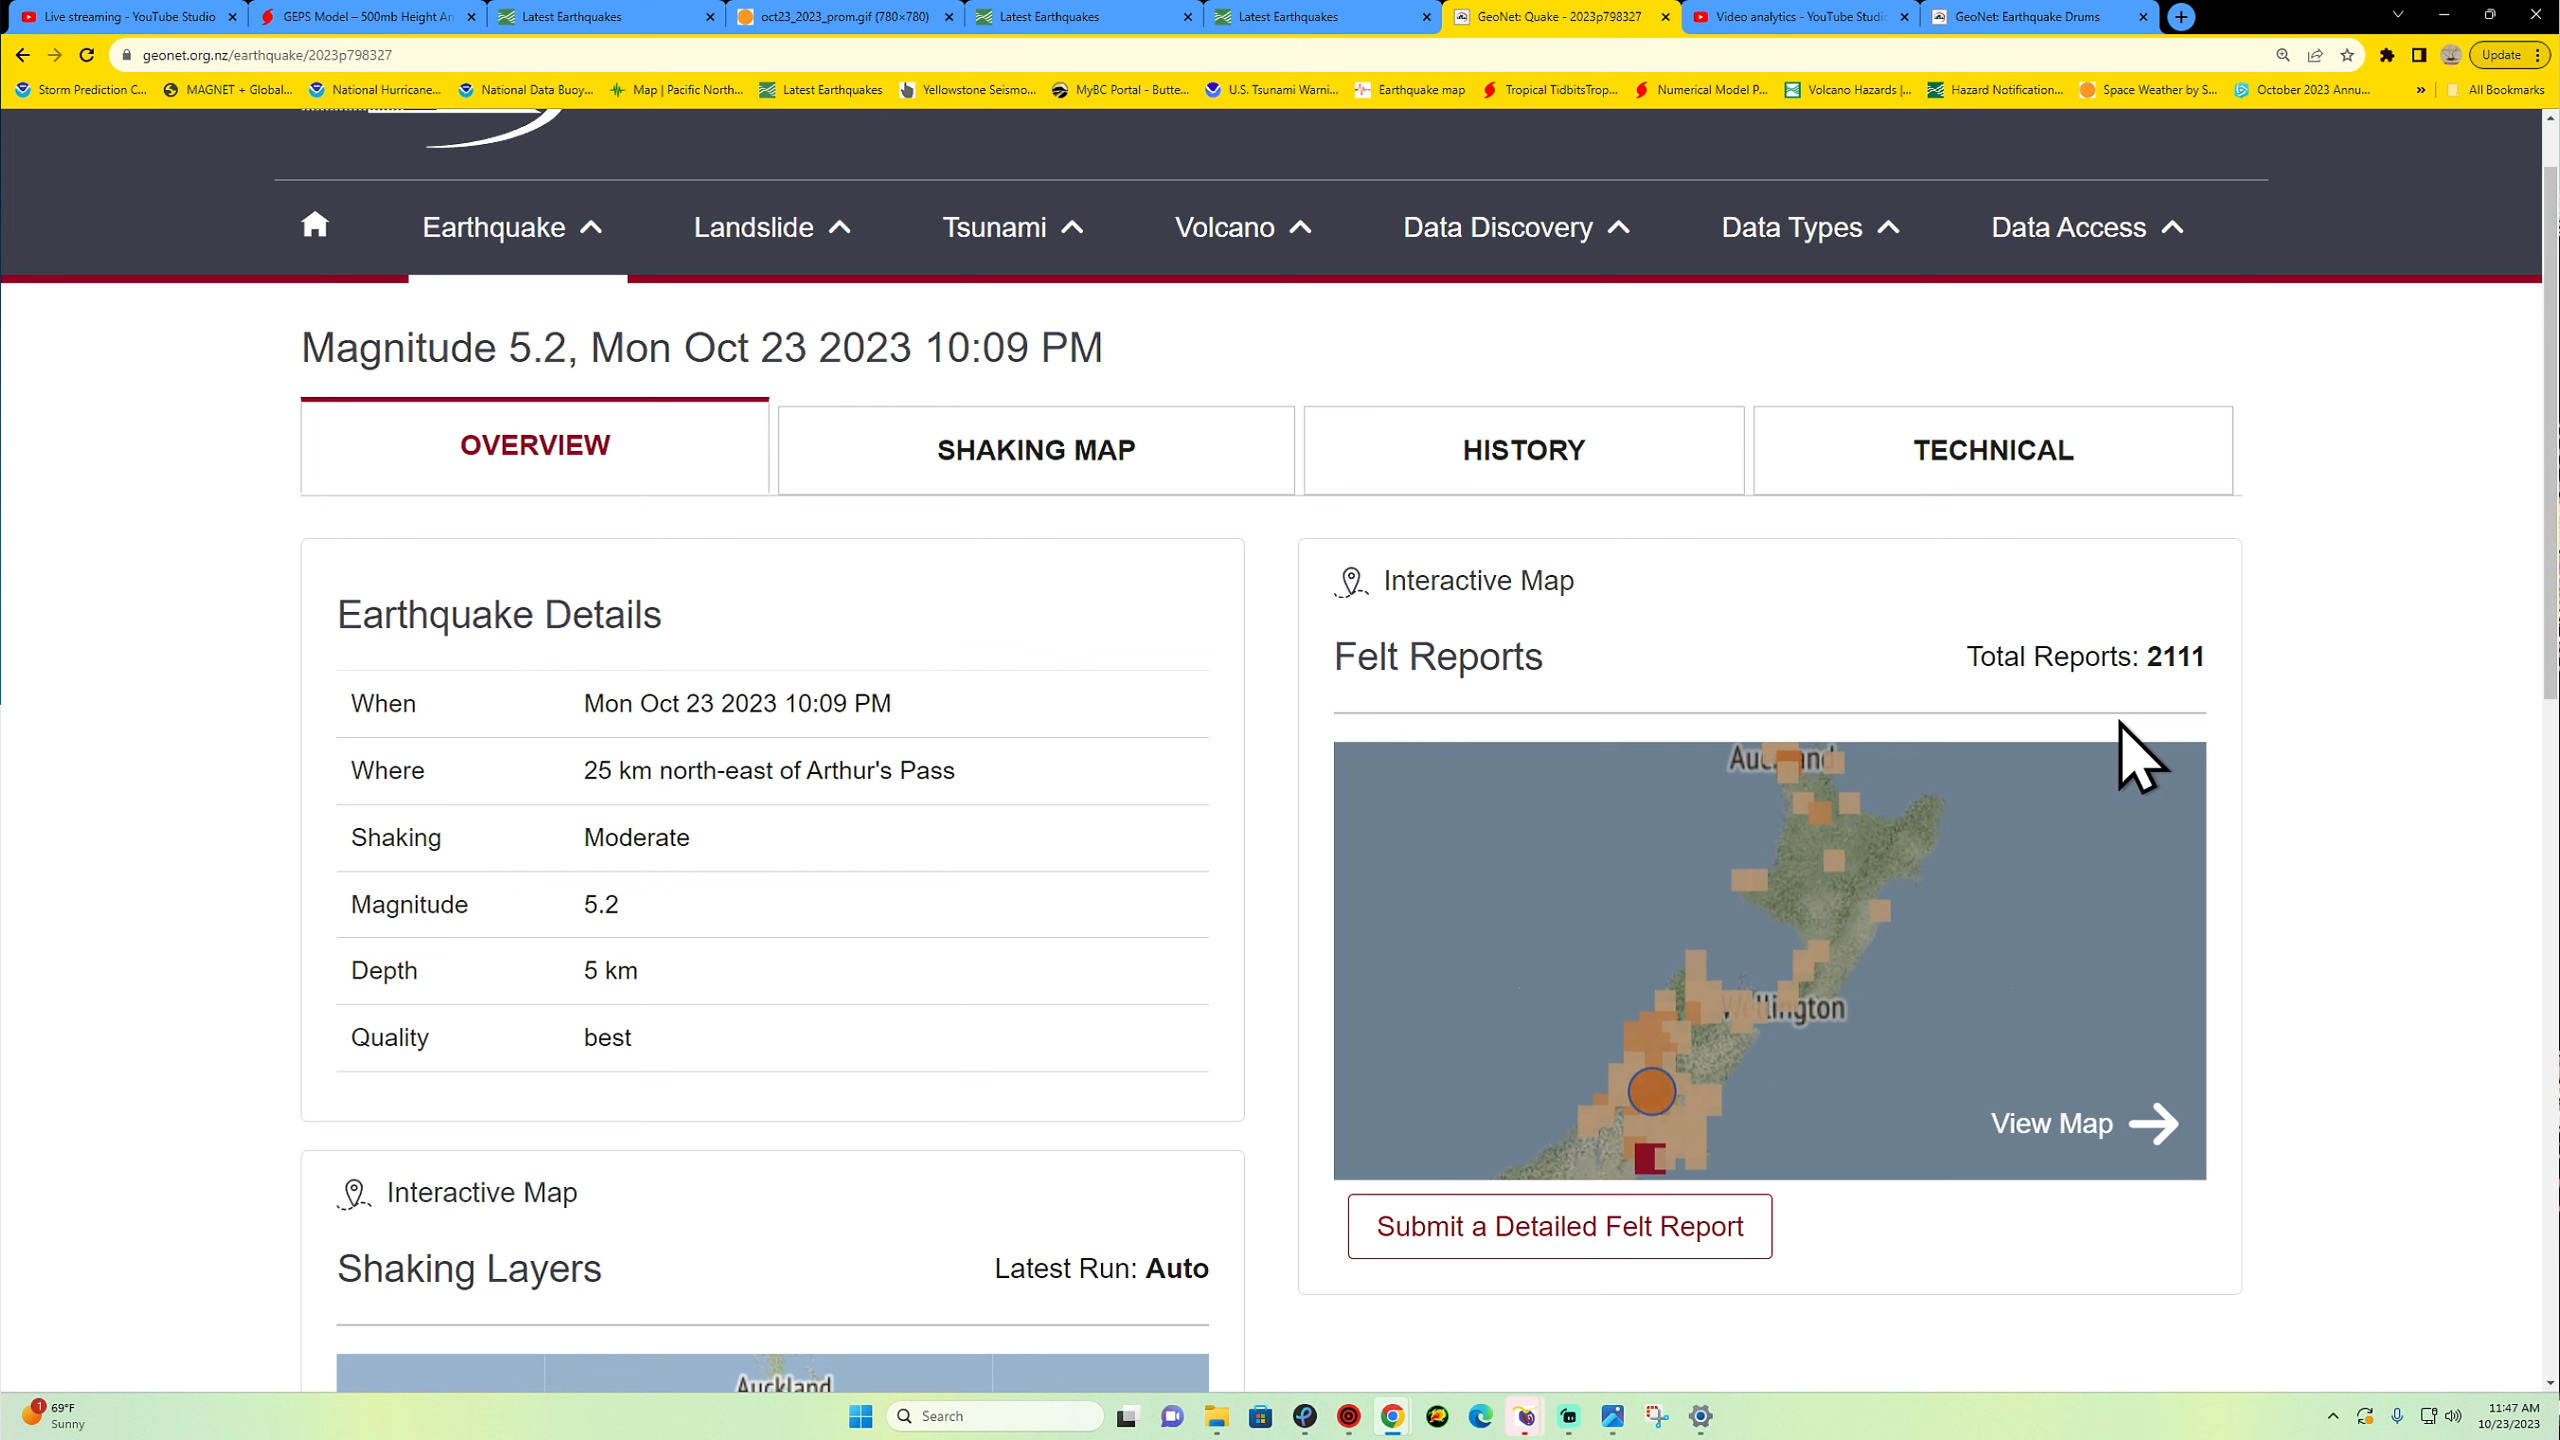 Live streaming - YouTube Studio
GEPS Model – 500mb Height An
Latest Earthquakes
oct23_2023_prom.gif (780×780)
Latest Earthquakes
Latest Earthquakes
GeoNet: Quake - 2023p798327
Video analytics - YouTube Studio
GeoNet: Earthquake Drums
geonet.org.nz/earthquake/2023p798327
Update
Storm Prediction C...
MAGNET + Global...
National Hurricane...
National Data Buoy...
Map | Pacific North...
Latest Earthquakes
Yellowstone Seismo...
MyBC Portal - Butte...
U.S. Tsunami Warni...
Earthquake map
Tropical TidbitsTrop...
Numerical Model P...
Volcano Hazards |...
Hazard Notification...
Space Weather by S...
October 2023 Annu...
»
All Bookmarks
Earthquake
Landslide
Tsunami
Volcano
Data Discovery
Data Types
Data Access
Magnitude 5.2, Mon Oct 23 2023 10:09 PM
OVERVIEW
SHAKING MAP
HISTORY
TECHNICAL
Earthquake Details
When Mon Oct 23 2023 10:09 PM
Where 25 km north-east of Arthur's Pass
Shaking Moderate
Magnitude 5.2
Depth 5 km
Quality best
Interactive Map
Felt Reports
Total Reports: 2111
Auckland
Wellington
View Map
Submit a Detailed Felt Report
Interactive Map
Shaking Layers
Latest Run: Auto
Auckland
1
69°F
Sunny
Search
11:47 AM
10/23/2023